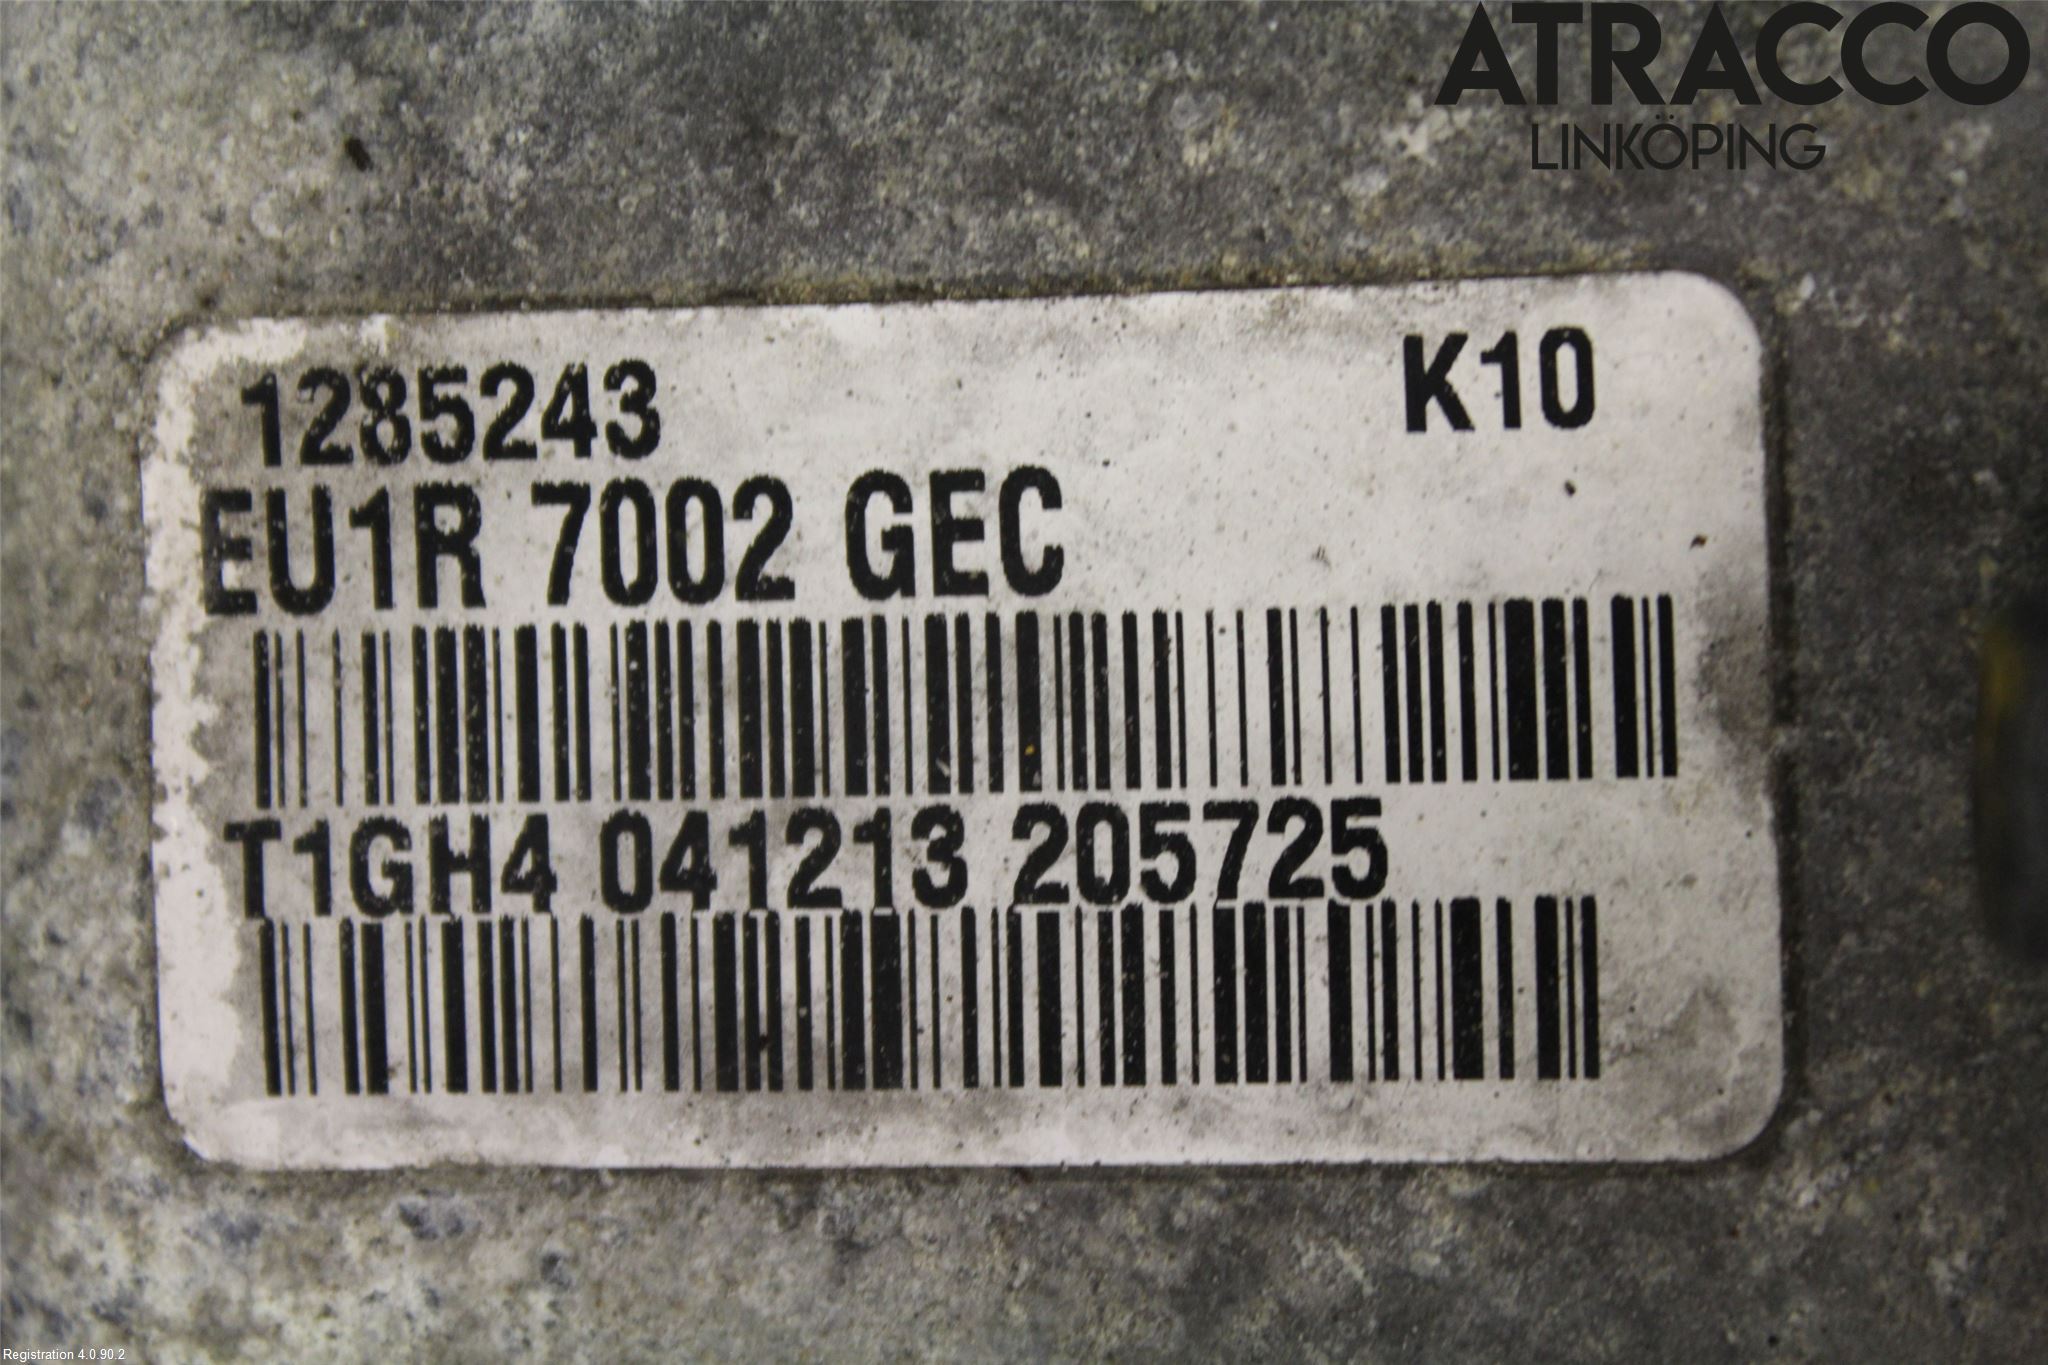 ATRACCO
LINKÖPING
1285243 K10
EU1R 7002 GEC
T1GH4 041213 205725
Registration 4.0.90.2